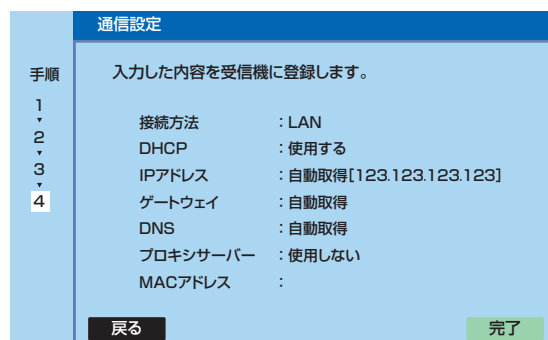 通信設定
手順
1
2
3
4
入力した内容を受信機に登録します。
接続方法 :LAN
DHCP :使用する
IPアドレス :自動取得[123.123.123.123]
ゲートウェイ :自動取得
DNS :自動取得
プロキシサーバー :使用しない
MACアドレス :
戻る
完了